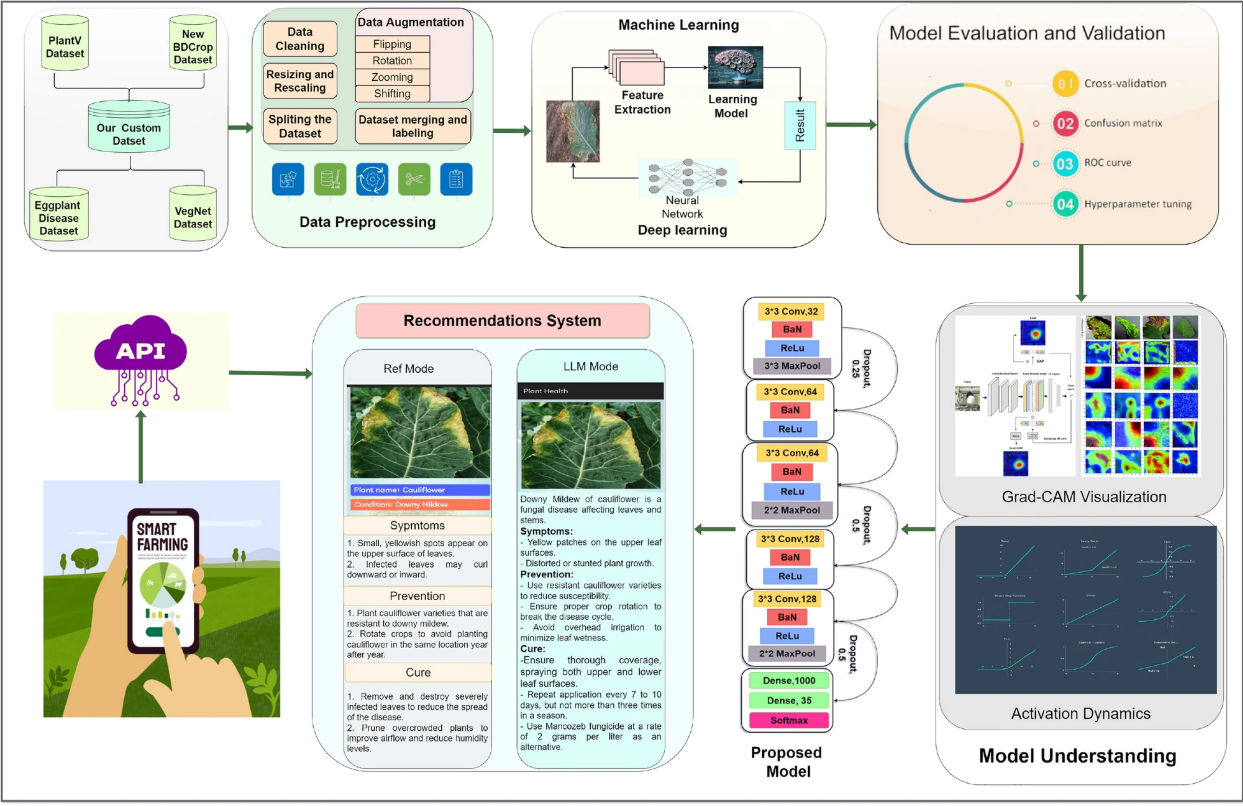 PlantV
Dataset
New
BDCrop
Dataset
Our Custom
Datset
Eggplant
Disease
Dataset
VegNet
Dataset
Data
Cleaning
Resizing and
Rescaling
Spliting the
Dataset
Data Augmentation
Flipping
Rotation
Zooming
Shifting
Dataset merging and
labeling
Data Preprocessing
Machine Learning
Feature
Extraction
Learning
Model
Result
Neural
Network
Deep learning
Model Evaluation and Validation
01 Cross-validation
02 Confusion matrix
03 ROC curve
04 Hyperparameter tuning
API
SMART
FARMING
Recommendations System
Ref Mode
Plant name: Cauliflower
Condition: Downy Mildew
Sypmtoms
1. Small, yellowish spots appear on
the upper surface of leaves.
2. Infected leaves may curl
downward or inward.
Prevention
1. Plant cauliflower varieties that are
resistant to downy mildew.
2. Rotate crops to avoid planting
cauliflower in the same location year
after year.
Cure
1. Remove and destroy severely
infected leaves to reduce the spread
of the disease.
2. Prune overcrowded plants to
improve airflow and reduce humidity
levels.
LLM Mode
Plant Health
Downy Mildew of cauliflower is a
fungal disease affecting leaves and
stems.
Symptoms:
- Yellow patches on the upper leaf
surfaces.
- Distorted or stunted plant growth.
Prevention:
- Use resistant cauliflower varieties
to reduce susceptibility.
- Ensure proper crop rotation to
break the disease cycle.
- Avoid overhead irrigation to
minimize leaf wetness.
Cure:
-Ensure thorough coverage,
spraying both upper and lower
leaf surfaces.
- Repeat application every 7 to 10
days, but not more than three times
in a season.
- Use Mancozeb fungicide at a rate
of 2 grams per liter as an
alternative.
3*3 Conv,32
BaN
ReLu
3*3 MaxPool
Dropout,
0.25
3*3 Conv,64
BaN
ReLu
3*3 Conv,64
BaN
ReLu
2*2 MaxPool
Dropout,
0.5
3*3 Conv,128
BaN
ReLu
3*3 Conv,128
BaN
ReLu
2*2 MaxPool
Dropout,
0.5
Dense,1000
Dense, 35
Softmax
Proposed
Model
Grad-CAM Visualization
Activation Dynamics
Model Understanding